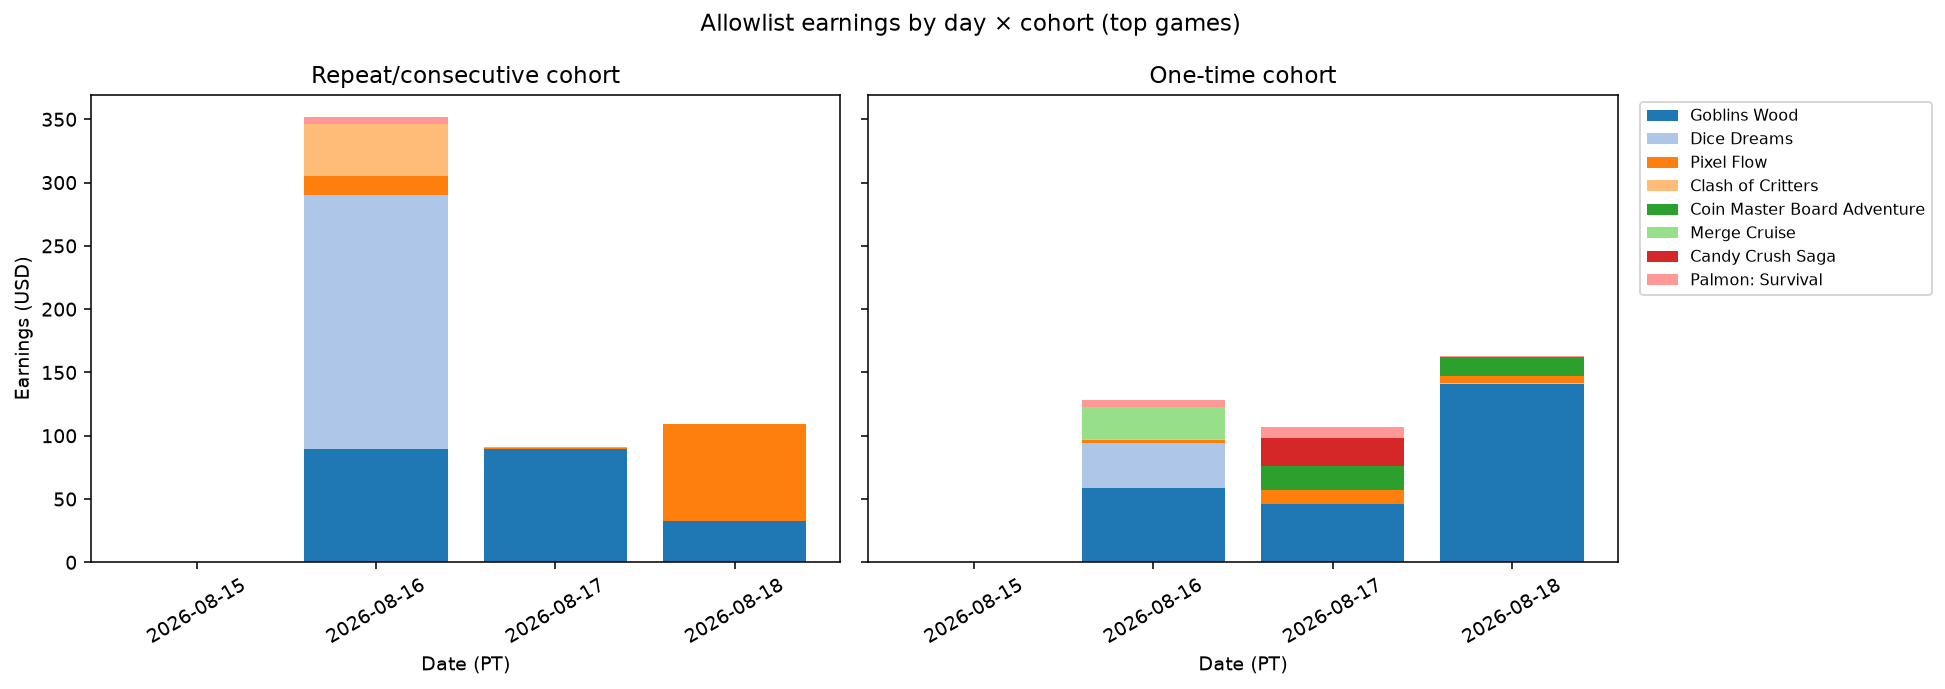 Allowlist earnings by day × cohort (top games)
Repeat/consecutive cohort
One-time cohort
Earnings (USD)
350
300
250
200
150
100
50
0
2026-08-15
2026-08-16
2026-08-17
2026-08-18
Date (PT)
2026-08-15
2026-08-16
2026-08-17
2026-08-18
Date (PT)
Goblins Wood
Dice Dreams
Pixel Flow
Clash of Critters
Coin Master Board Adventure
Merge Cruise
Candy Crush Saga
Palmon: Survival